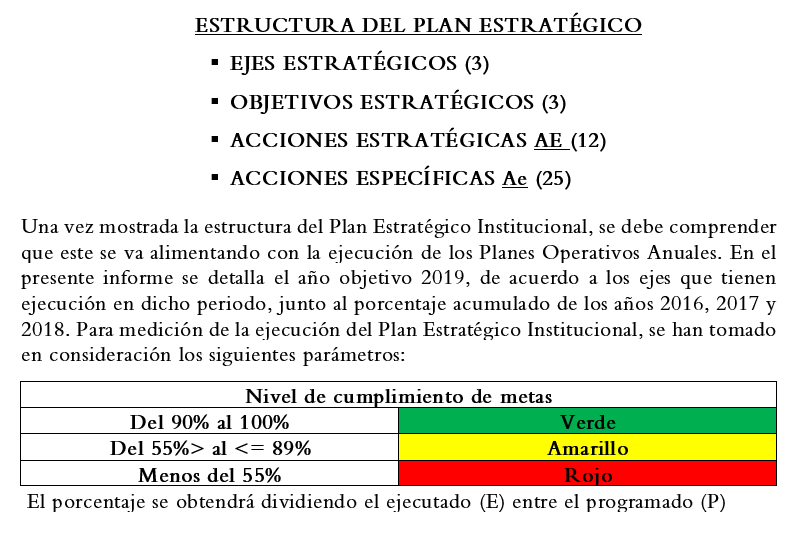 ESTRUCTURA DEL PLAN ESTRATÉGICO
▪ EJES ESTRATÉGICOS (3)
▪ OBJETIVOS ESTRATÉGICOS (3)
▪ ACCIONES ESTRATÉGICAS AE (12)
▪ ACCIONES ESPECÍFICAS Ae (25)
Una vez mostrada la estructura del Plan Estratégico Institucional, se debe comprender
que este se va alimentando con la ejecución de los Planes Operativos Anuales. En el
presente informe se detalla el año objetivo 2019, de acuerdo a los ejes que tienen
ejecución en dicho periodo, junto al porcentaje acumulado de los años 2016, 2017 y
2018. Para medición de la ejecución del Plan Estratégico Institucional, se han tomado
en consideración los siguientes parámetros:
Nivel de cumplimiento de metas
Del 90% al 100% Verde
Del 55%> al <= 89% Amarillo
Menos del 55% Rojo
El porcentaje se obtendrá dividiendo el ejecutado (E) entre el programado (P)